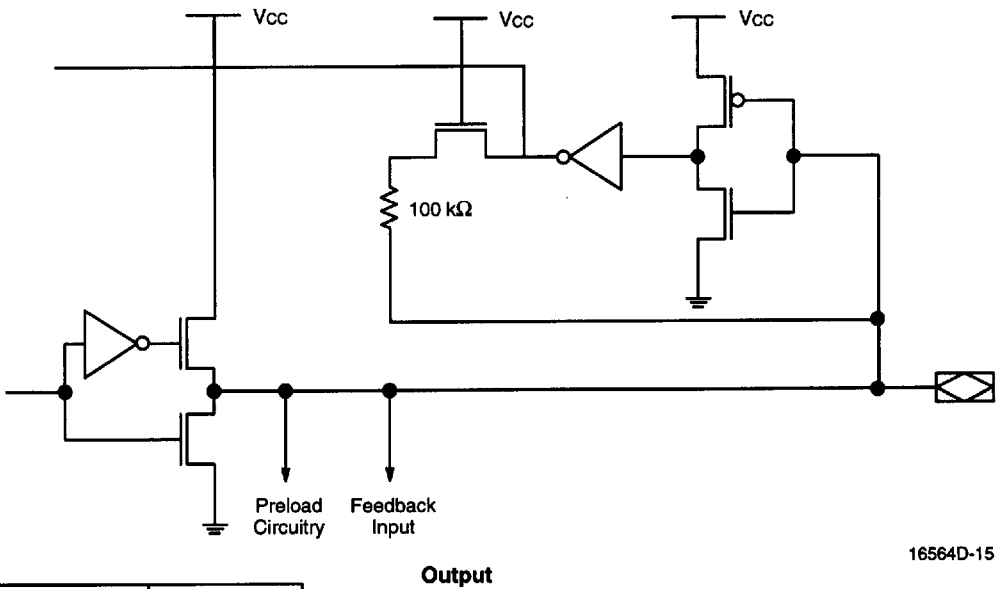 Vcc
Vcc
Vcc
100 kΩ
Preload
Circuitry
Feedback
Input
16564D-15
Output